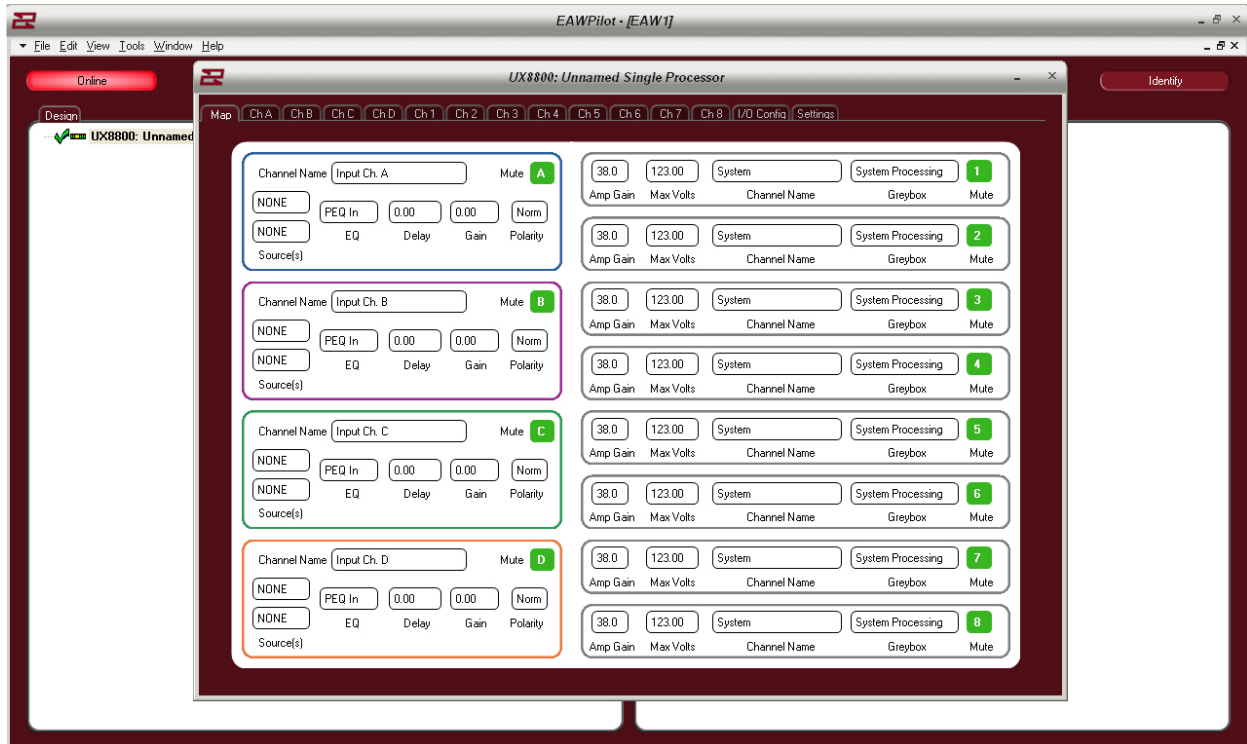 EAWPilot - [EAW1]
File Edit View Tools Window Help
Online
Identify
Design
UX8800: Unnamed
UX8800: Unnamed Single Processor
Map Ch A Ch B Ch C Ch D Ch 1 Ch 2 Ch 3 Ch 4 Ch 5 Ch 6 Ch 7 Ch 8 I/O Config Settings
Channel Name Input Ch. A Mute A
NONE
PEQ In 0.00 0.00 Norm
NONE
EQ Delay Gain Polarity
Source(s)
Channel Name Input Ch. B Mute B
NONE
PEQ In 0.00 0.00 Norm
NONE
EQ Delay Gain Polarity
Source(s)
Channel Name Input Ch. C Mute C
NONE
PEQ In 0.00 0.00 Norm
NONE
EQ Delay Gain Polarity
Source(s)
Channel Name Input Ch. D Mute D
NONE
PEQ In 0.00 0.00 Norm
NONE
EQ Delay Gain Polarity
Source(s)
38.0 123.00 System System Processing 1
Amp Gain Max Volts Channel Name Greybox Mute
38.0 123.00 System System Processing 2
Amp Gain Max Volts Channel Name Greybox Mute
38.0 123.00 System System Processing 3
Amp Gain Max Volts Channel Name Greybox Mute
38.0 123.00 System System Processing 4
Amp Gain Max Volts Channel Name Greybox Mute
38.0 123.00 System System Processing 5
Amp Gain Max Volts Channel Name Greybox Mute
38.0 123.00 System System Processing 6
Amp Gain Max Volts Channel Name Greybox Mute
38.0 123.00 System System Processing 7
Amp Gain Max Volts Channel Name Greybox Mute
38.0 123.00 System System Processing 8
Amp Gain Max Volts Channel Name Greybox Mute